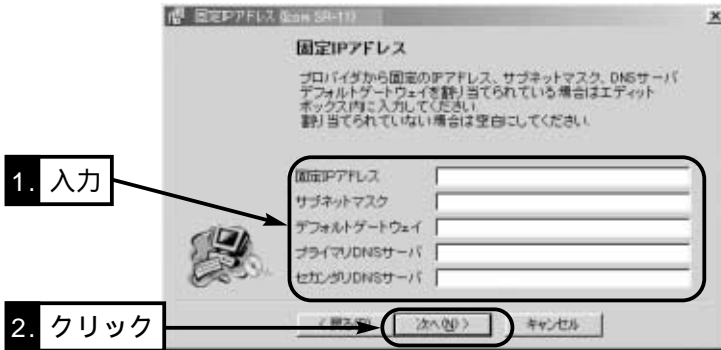 固定IPアドレス (Icom SR-11)
固定IPアドレス
プロバイダから固定のIPアドレス、サブネットマスク、DNSサーバ
デフォルトゲートウェイを割り当てられている場合はエディット
ボックス内に入力してください
割り当てられていない場合は空白にしてください
1. 入力
固定IPアドレス
サブネットマスク
デフォルトゲートウェイ
プライマリDNSサーバ
セカンダリDNSサーバ
2. クリック
< 戻る(B)
次へ(N) >
キャンセル